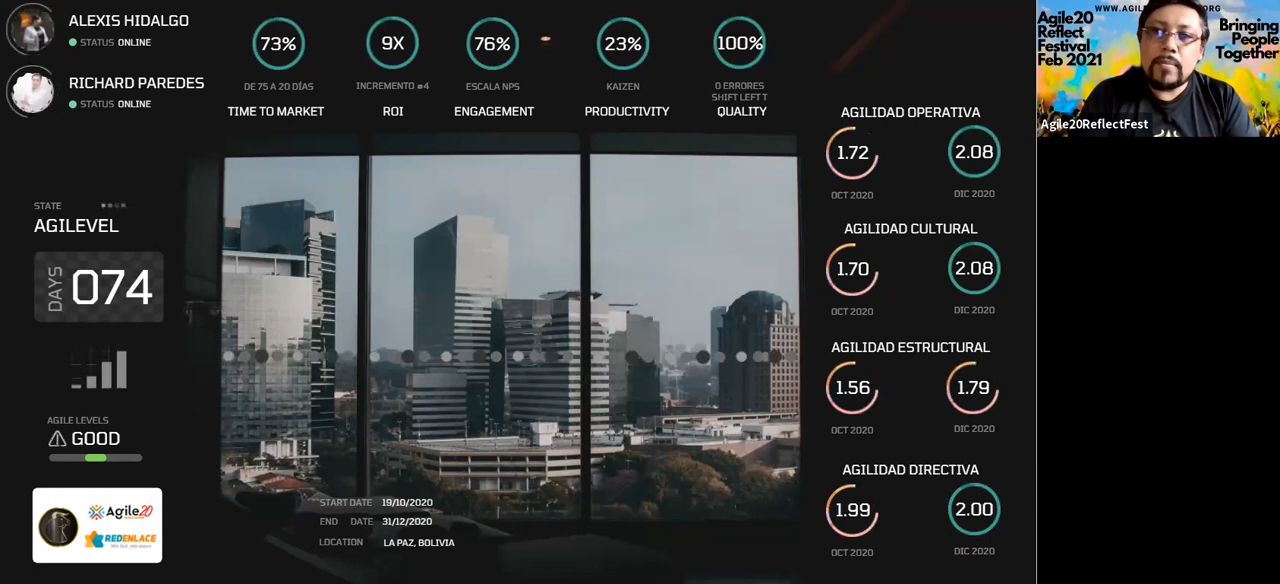 ALEXIS HIDALGO
STATUS ONLINE
RICHARD PAREDES
STATUS ONLINE
73%
DE 75 A 20 DÍAS
TIME TO MARKET
9X
INCREMENTO #4
ROI
76%
ESCALA NPS
ENGAGEMENT
23%
KAIZEN
PRODUCTIVITY
100%
0 ERRORES
SHIFT LEFT T
QUALITY
STATE
AGILEVEL
DAYS
074
AGILE LEVELS
GOOD
Agile20
REDENLACE
START DATE 19/10/2020
END DATE 31/12/2020
LOCATION LA PAZ, BOLIVIA
AGILIDAD OPERATIVA
1.72 2.08
OCT 2020 DIC 2020
AGILIDAD CULTURAL
1.70 2.08
OCT 2020 DIC 2020
AGILIDAD ESTRUCTURAL
1.56 1.79
OCT 2020 DIC 2020
AGILIDAD DIRECTIVA
1.99 2.00
OCT 2020 DIC 2020
Agile20
Reflect
Festival
Feb 2021
Bringing
People
Together
Agile20ReflectFest